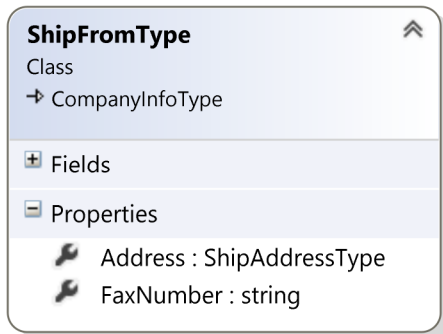 ShipFromType
Class
CompanyInfoType
Fields
Properties
Address : ShipAddressType
FaxNumber : string